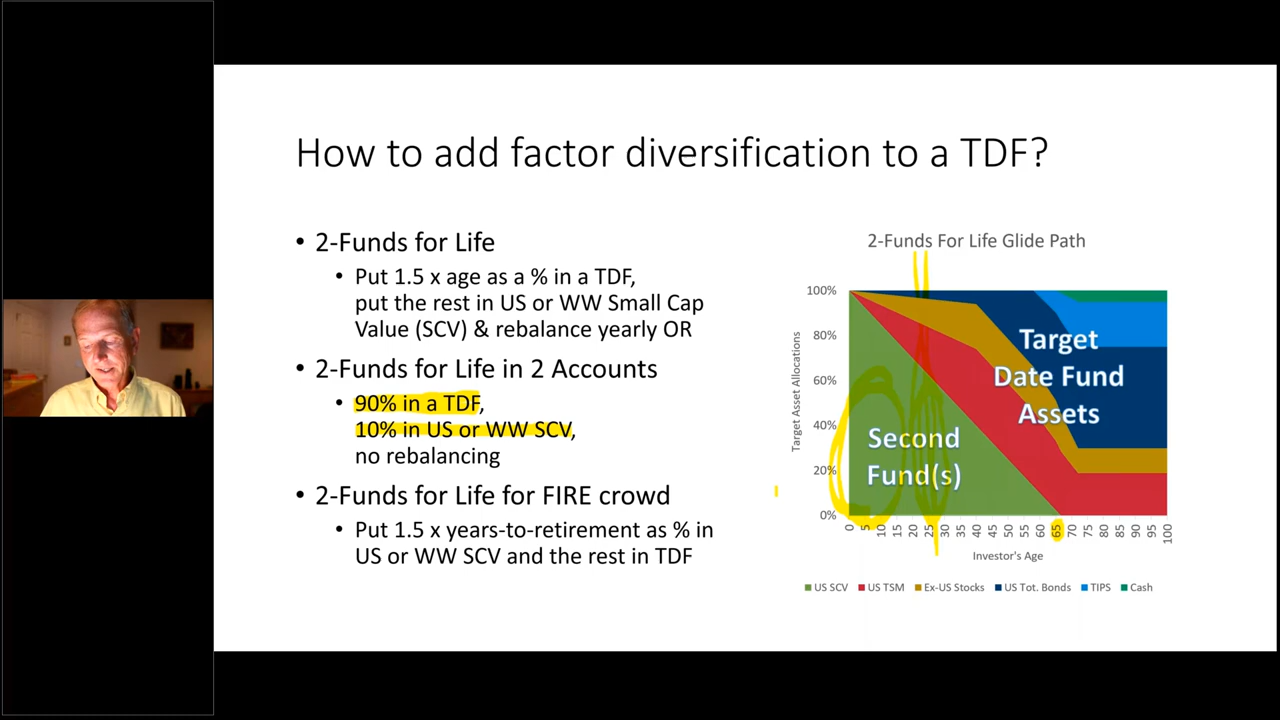 How to add factor diversification to a TDF?
• 2-Funds for Life
• Put 1.5 x age as a % in a TDF,
put the rest in US or WW Small Cap
Value (SCV) & rebalance yearly OR
• 2-Funds for Life in 2 Accounts
• 90% in a TDF,
10% in US or WW SCV,
no rebalancing
• 2-Funds for Life for FIRE crowd
• Put 1.5 x years-to-retirement as % in
US or WW SCV and the rest in TDF
2-Funds For Life Glide Path
Target Asset Allocations
100%
80%
60%
40%
20%
0%
Target
Date Fund
Assets
Second
Fund(s)
0 5 10 15 20 25 30 35 40 45 50 55 60 65 70 75 80 85 90 95 100
Investor's Age
US SCV US TSM Ex-US Stocks US Tot. Bonds TIPS Cash